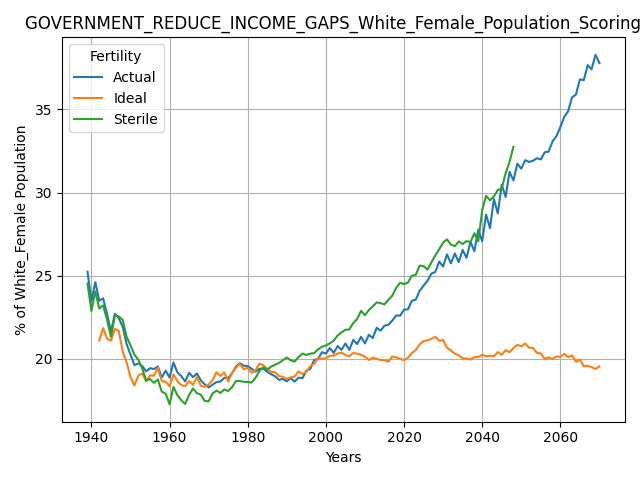 GOVERNMENT_REDUCE_INCOME_GAPS_White_Female_Population_Scoring
Fertility
Actual
Ideal
Sterile
% of White_Female Population
35
30
25
20
1940 1960 1980 2000 2020 2040 2060
Years